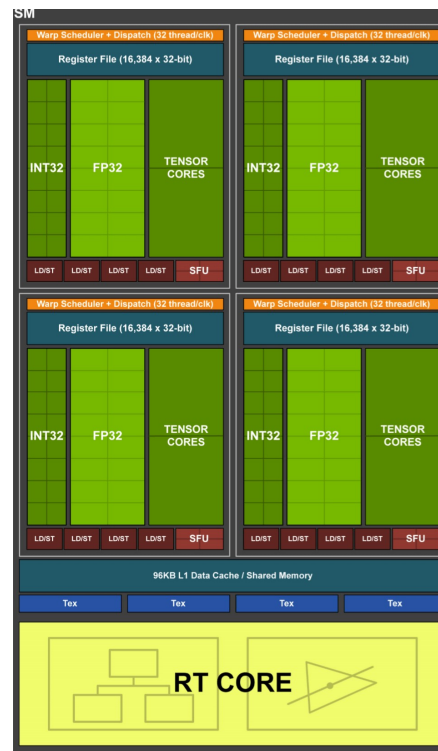 SM
Warp Scheduler + Dispatch (32 thread/clk)
Register File (16,384 x 32-bit)
INT32
FP32
TENSOR
CORES
LD/ST LD/ST LD/ST LD/ST SFU
Warp Scheduler + Dispatch (32 thread/clk)
Register File (16,384 x 32-bit)
INT32
FP32
TENSOR
CORES
LD/ST LD/ST LD/ST LD/ST SFU
Warp Scheduler + Dispatch (32 thread/clk)
Register File (16,384 x 32-bit)
INT32
FP32
TENSOR
CORES
LD/ST LD/ST LD/ST LD/ST SFU
Warp Scheduler + Dispatch (32 thread/clk)
Register File (16,384 x 32-bit)
INT32
FP32
TENSOR
CORES
LD/ST LD/ST LD/ST LD/ST SFU
96KB L1 Data Cache / Shared Memory
Tex Tex Tex Tex
RT CORE